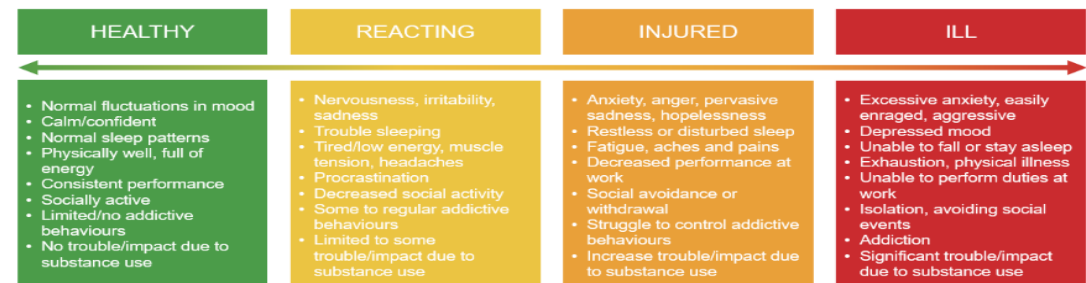 HEALTHY
REACTING
INJURED
ILL
• Normal fluctuations in mood
• Calm/confident
• Normal sleep patterns
• Physically well, full of
energy
• Consistent performance
• Socially active
• Limited/no addictive
behaviours
• No trouble/impact due to
substance use
• Nervousness, irritability,
sadness
• Trouble sleeping
• Tired/low energy, muscle
tension, headaches
• Procrastination
• Decreased social activity
• Some to regular addictive
behaviours
• Limited to some
trouble/impact due to
substance use
• Anxiety, anger, pervasive
sadness, hopelessness
• Restless or disturbed sleep
• Fatigue, aches and pains
• Decreased performance at
work
• Social avoidance or
withdrawal
• Struggle to control addictive
behaviours
• Increase trouble/impact due
to substance use
• Excessive anxiety, easily
enraged, aggressive
• Depressed mood
• Unable to fall or stay asleep
• Exhaustion, physical illness
• Unable to perform duties at
work
• Isolation, avoiding social
events
• Addiction
• Significant trouble/impact
due to substance use